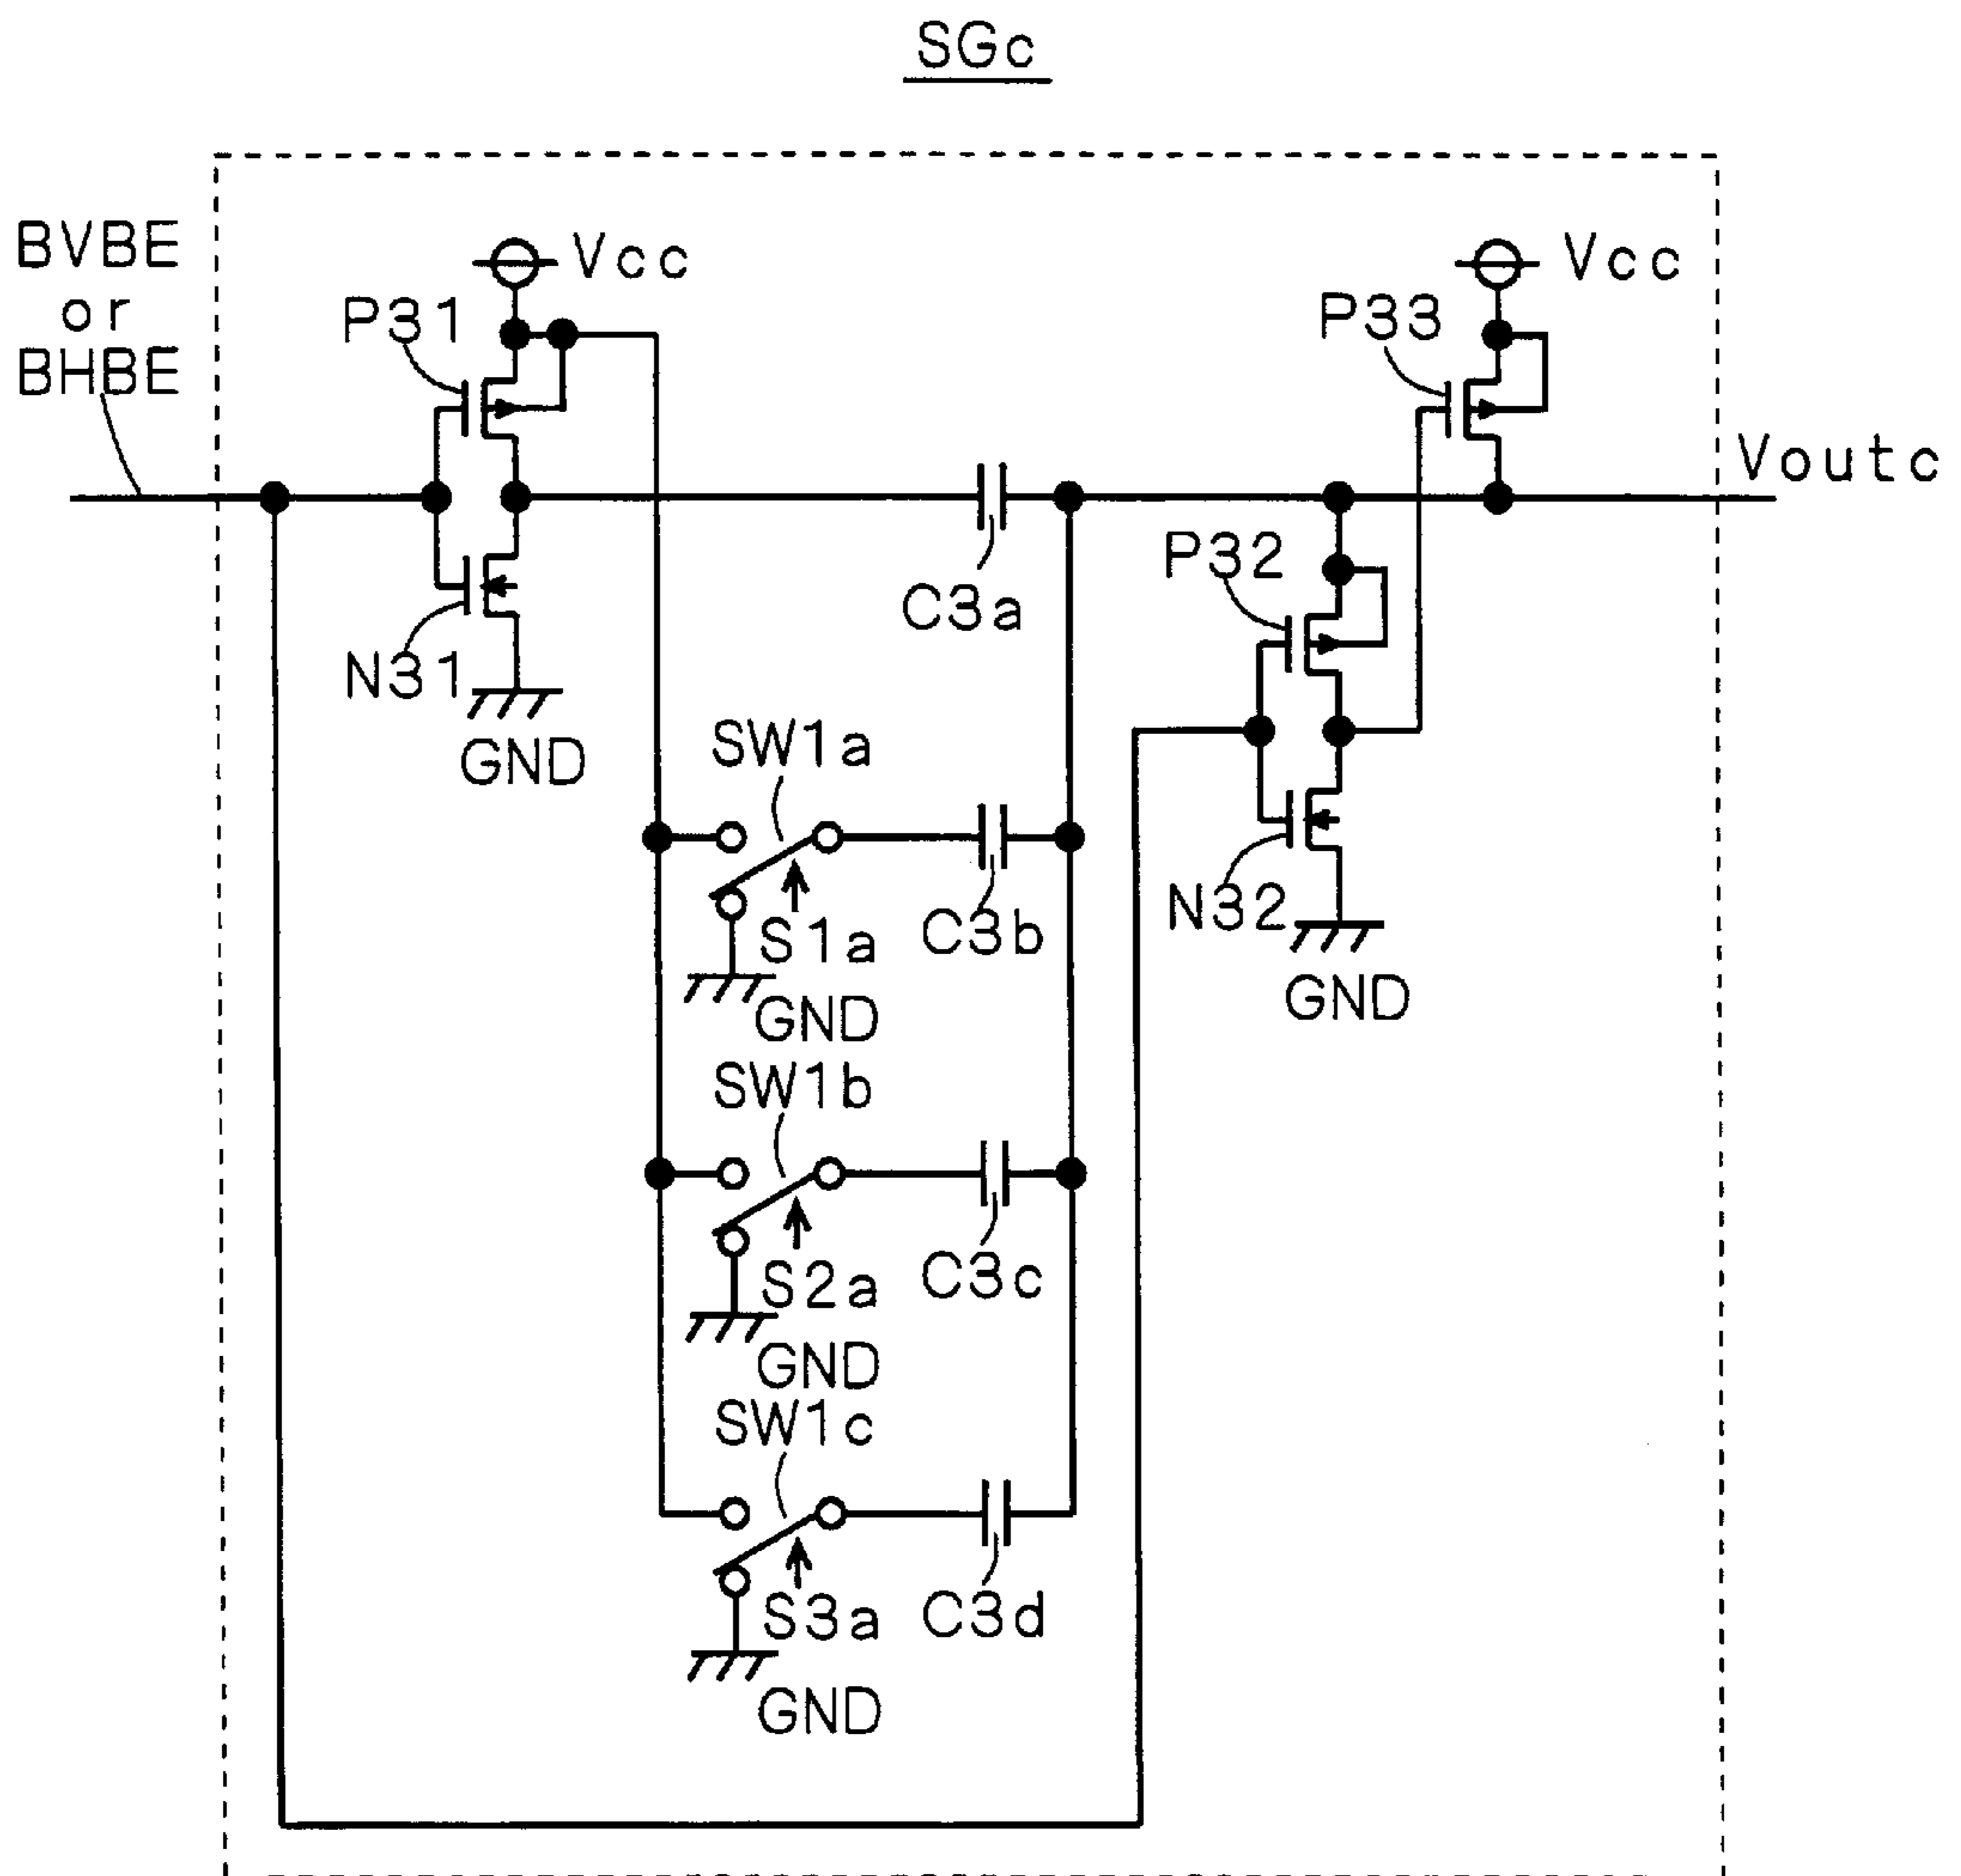 SGc
BVBE
or
BHBE
Vcc
Vcc
P31
P33
Voutc
P32
C3a
N31
GND
SW1a
S1a
C3b
N32
GND
GND
SW1b
S2a
C3c
GND
SW1c
S3a
C3d
GND